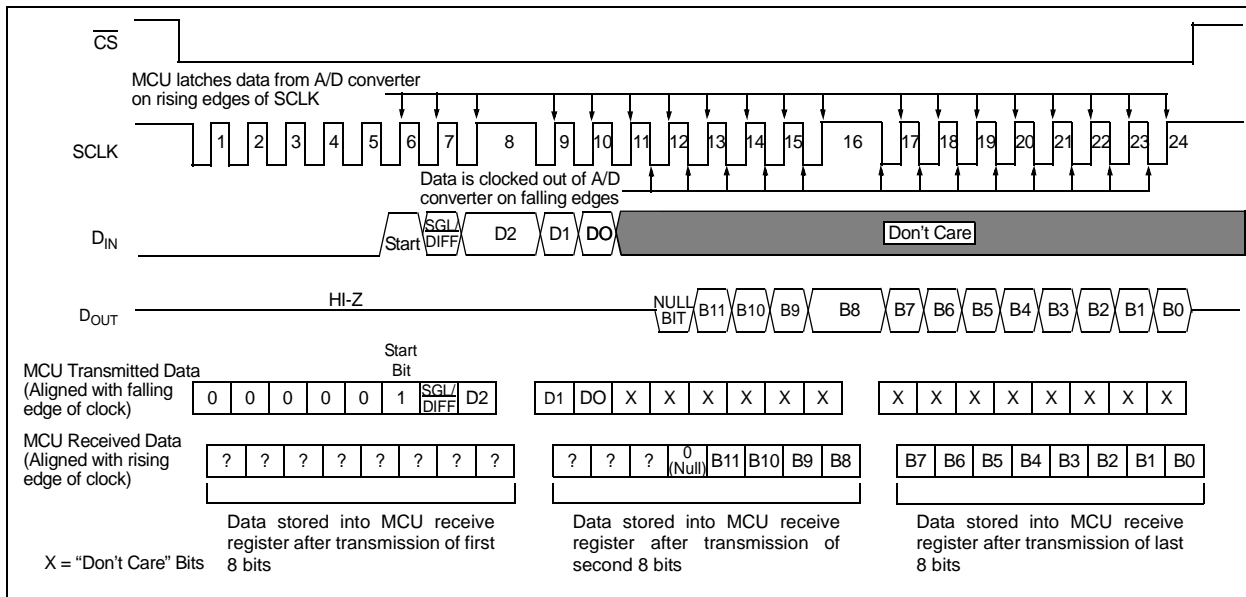 CS
MCU latches data from A/D converter
on rising edges of SCLK
SCLK
1 2 3 4 5 6 7 8 9 10 11 12 13 14 15 16 17 18 19 20 21 22 23 24
Data is clocked out of A/D
converter on falling edges
DIN
Start SGL/DIFF D2 D1 DO Don't Care
HI-Z
DOUT
NULL BIT B11 B10 B9 B8 B7 B6 B5 B4 B3 B2 B1 B0
Start
Bit
MCU Transmitted Data
(Aligned with falling
edge of clock)
0 0 0 0 0 1 SGL/DIFF D2 D1 DO X X X X X X X X X X X X X X
MCU Received Data
(Aligned with rising
edge of clock)
? ? ? ? ? ? ? ? ? ? ? 0 (Null) B11 B10 B9 B8 B7 B6 B5 B4 B3 B2 B1 B0
Data stored into MCU receive
register after transmission of first
8 bits
Data stored into MCU receive
register after transmission of
second 8 bits
Data stored into MCU receive
register after transmission of last
8 bits
X = “Don't Care” Bits